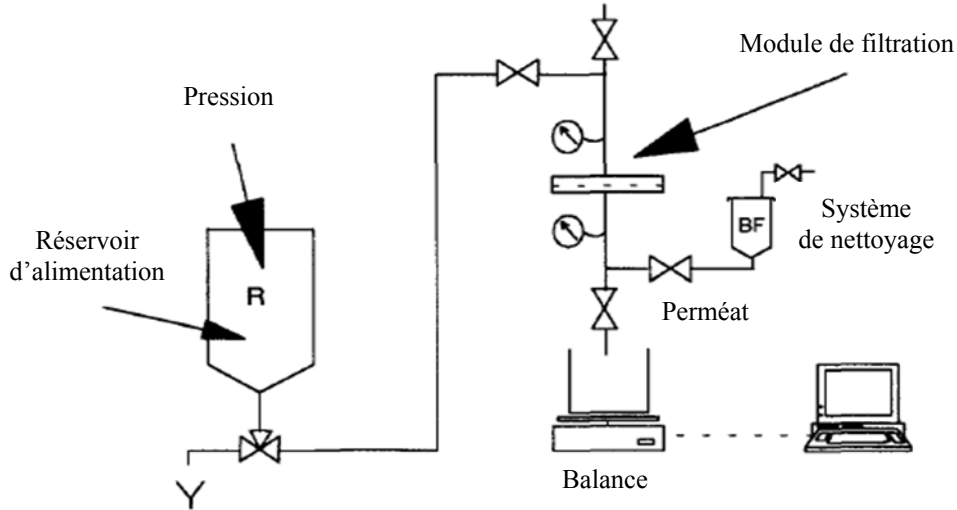 Module de filtration
Pression
Réservoir
d’alimentation
R
BF
Système
de nettoyage
Perméat
Balance